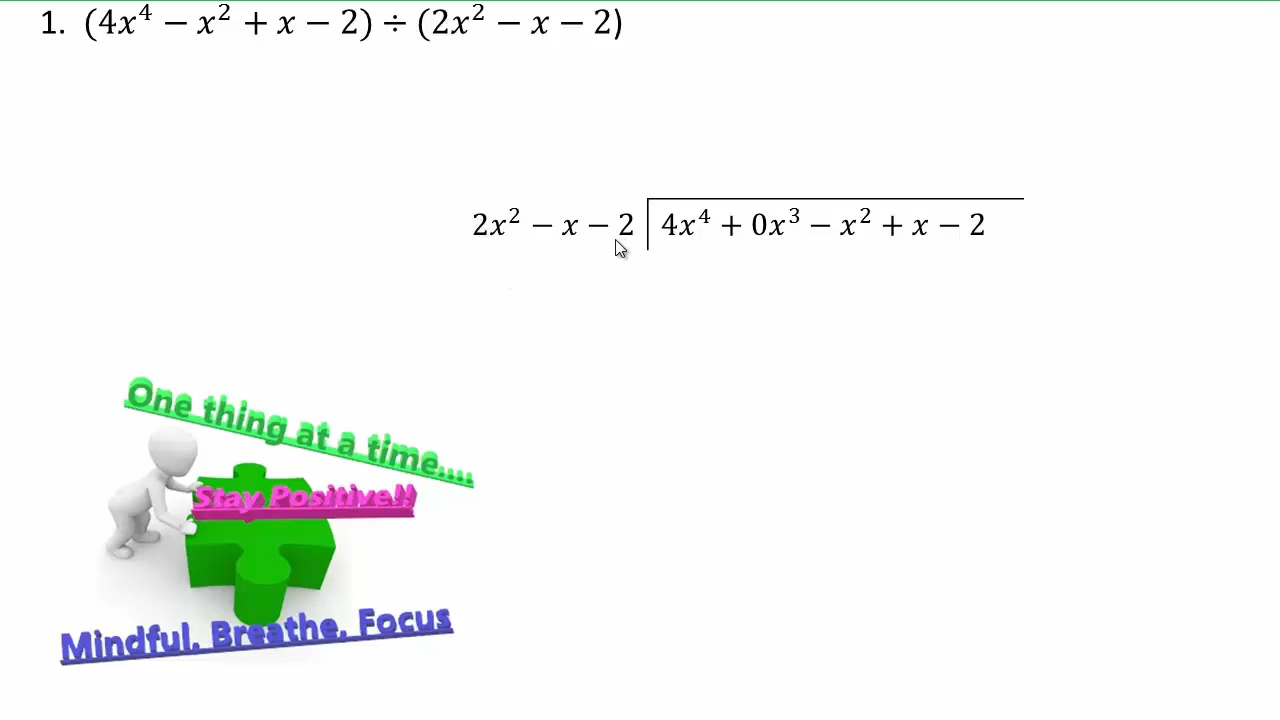 1. (4x⁴ − x² + x − 2) ÷ (2x² − x − 2)
2x² − x − 2 4x⁴ + 0x³ − x² + x − 2
One thing at a time....
Stay Positive!!
Mindful, Breathe, Focus